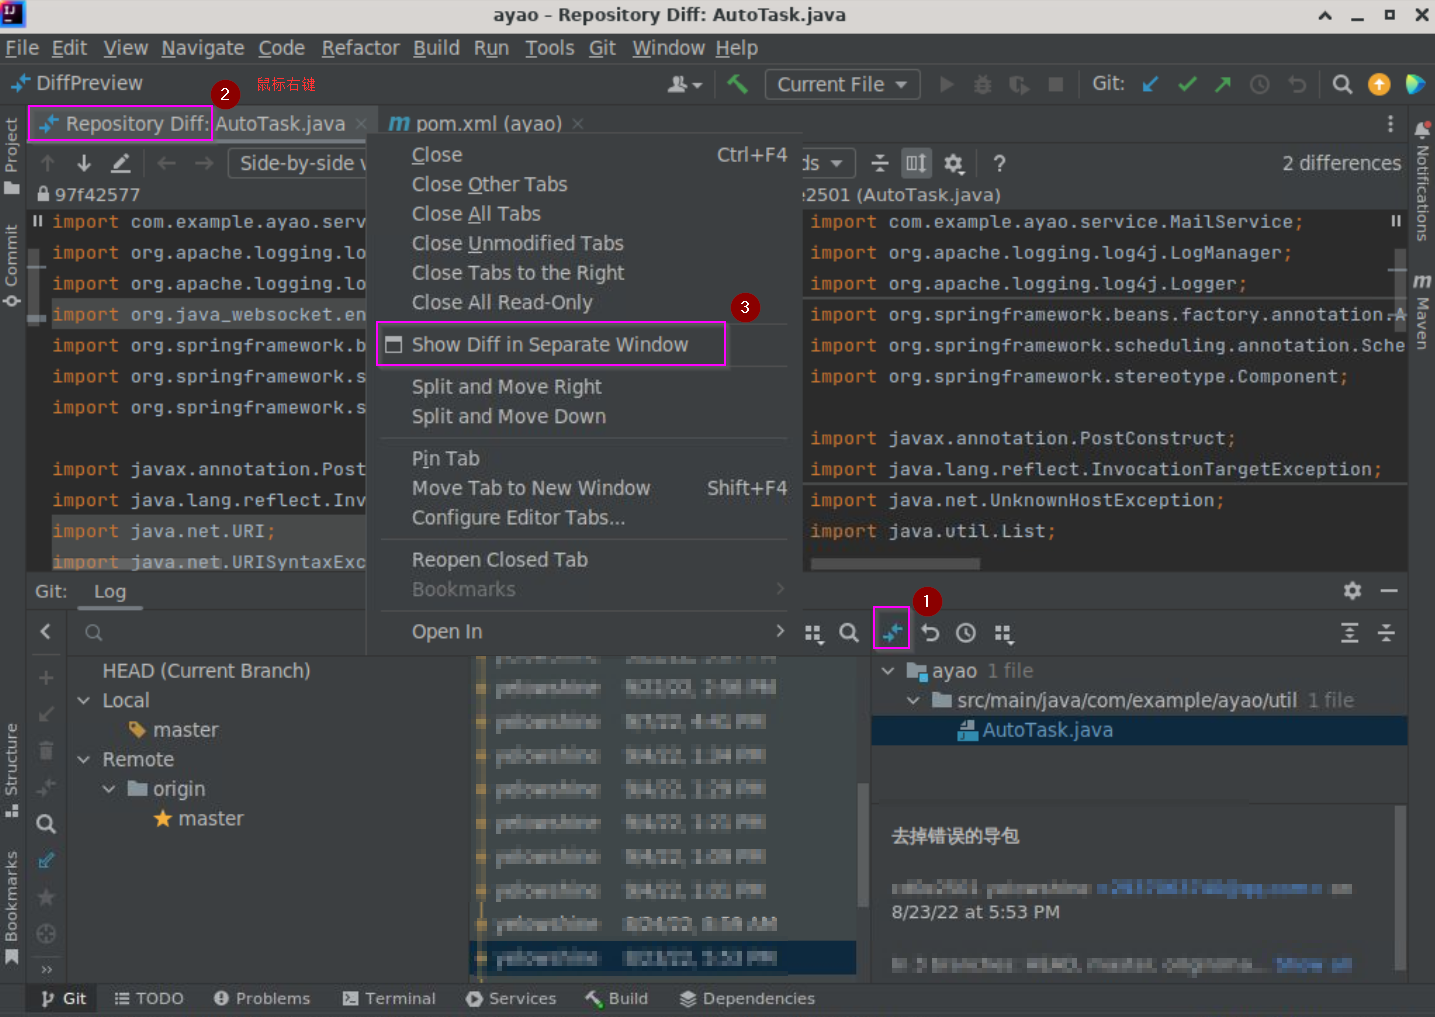 ayao – Repository Diff: AutoTask.java
File Edit View Navigate Code Refactor Build Run Tools Git Window Help
DiffPreview
2
鼠标右键
Current File
Git:
Repository Diff: AutoTask.java
m pom.xml (ayao)
Side-by-side v
ds
?
2 differences
97f42577
2501 (AutoTask.java)
import com.example.ayao.serv
import org.apache.logging.lo
import org.apache.logging.lo
import org.java_websocket.en
import org.springframework.b
import org.springframework.s
import org.springframework.s
import javax.annotation.Post
import java.lang.reflect.Inv
import java.net.URI;
import java.net.URISyntaxExc
Close Ctrl+F4
Close Other Tabs
Close All Tabs
Close Unmodified Tabs
Close Tabs to the Right
Close All Read-Only
3
Show Diff in Separate Window
Split and Move Right
Split and Move Down
Pin Tab
Move Tab to New Window Shift+F4
Configure Editor Tabs...
Reopen Closed Tab
Bookmarks
Open In
import com.example.ayao.service.MailService;
import org.apache.logging.log4j.LogManager;
import org.apache.logging.log4j.Logger;
import org.springframework.beans.factory.annotation.A
import org.springframework.scheduling.annotation.Sche
import org.springframework.stereotype.Component;
import javax.annotation.PostConstruct;
import java.lang.reflect.InvocationTargetException;
import java.net.UnknownHostException;
import java.util.List;
Project
Commit
Structure
Bookmarks
Notifications
m Maven
Git: Log
1
HEAD (Current Branch)
Local
master
Remote
origin
master
ayao 1 file
src/main/java/com/example/ayao/util 1 file
AutoTask.java
去掉错误的导包
8/23/22 at 5:53 PM
Git TODO Problems Terminal Services Build Dependencies